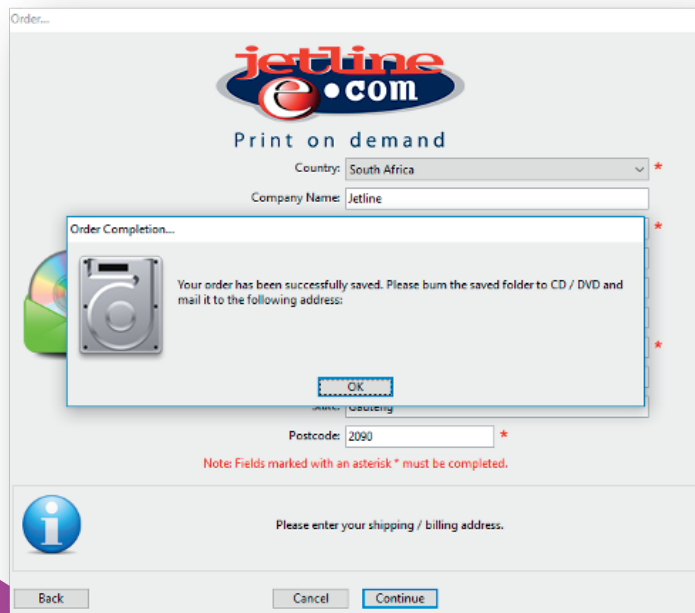 Order...
jetline
e.com
Print on demand
Country: South Africa *
Company Name: Jetline
*
Order Completion...
Your order has been successfully saved. Please burn the saved folder to CD / DVD and
mail it to the following address:
*
OK
State: Gauteng
Postcode: 2090 *
Note: Fields marked with an asterisk * must be completed.
Please enter your shipping / billing address.
Back Cancel Continue